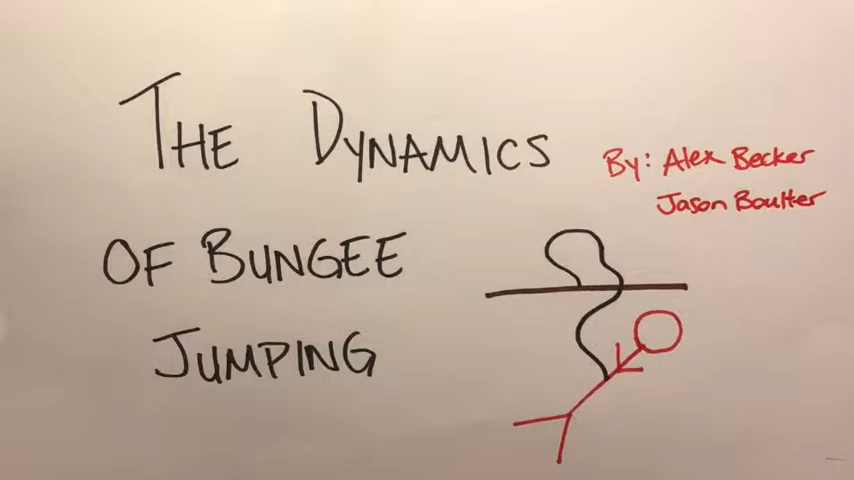 THE DYNAMICS
OF BUNGEE
JUMPING
By: Alex Becker
Jason Boulter